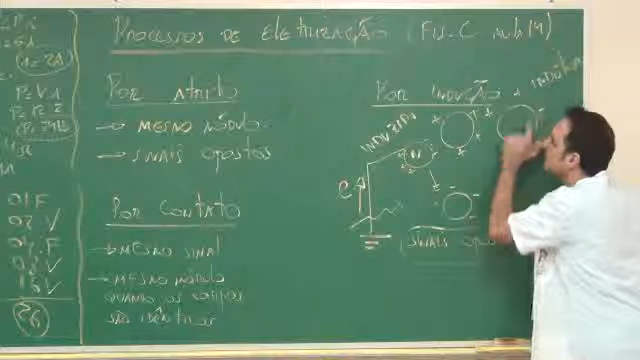 PROCESSOS DE ELETRIZAÇÃO (FIS-C aula 14)
POR ATRITO
→ MESMO MÓDULO
→ SINAIS OPOSTOS
POR CONTATO
→ MESMO SINAL
→ MESMO MÓDULO
QUANDO OS CORPOS
SÃO IDÊNTICOS
POR INDUÇÃO
INDUZIDO
INDUTOR
N
e
SINAIS OPO
01 F
02 V
04 F
08 V
16 V
26